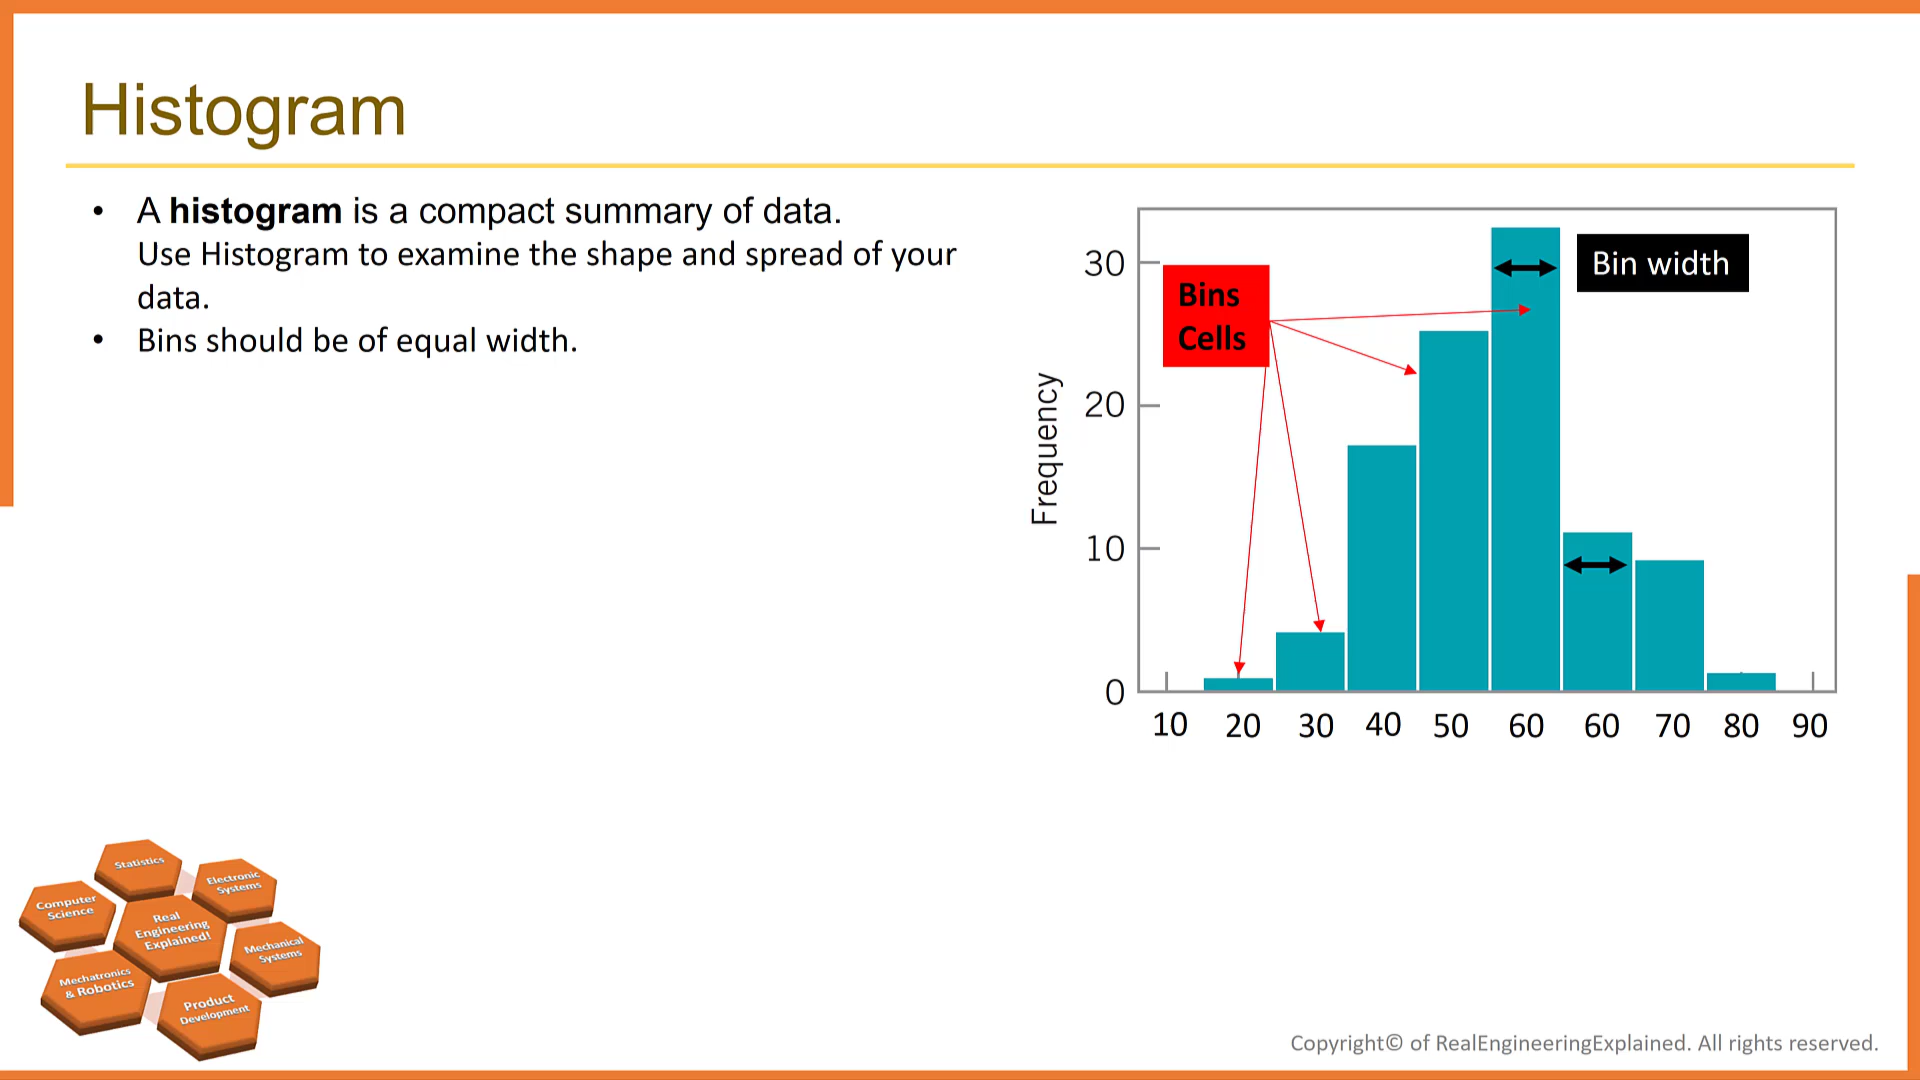 Histogram
• A histogram is a compact summary of data.
Use Histogram to examine the shape and spread of your
data.
• Bins should be of equal width.
Bins
Cells
Bin width
Frequency
30
20
10
0
10 20 30 40 50 60 60 70 80 90
Statistics
Electronic
Systems
Computer
Science
Real
Engineering
Explained!
Mechanical
Systems
Mechatronics
& Robotics
Product
Development
Copyright© of RealEngineeringExplained. All rights reserved.